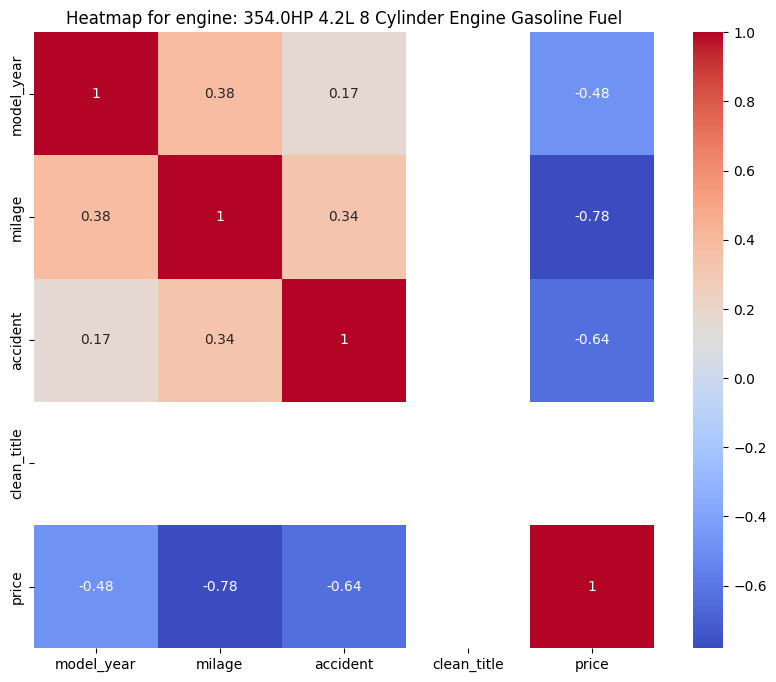 Heatmap for engine: 354.0HP 4.2L 8 Cylinder Engine Gasoline Fuel
model_year
1
0.38
0.17
-0.48
milage
0.38
1
0.34
-0.78
accident
0.17
0.34
1
-0.64
clean_title
price
-0.48
-0.78
-0.64
1
model_year
milage
accident
clean_title
price
1.0
0.8
0.6
0.4
0.2
0.0
−0.2
−0.4
−0.6